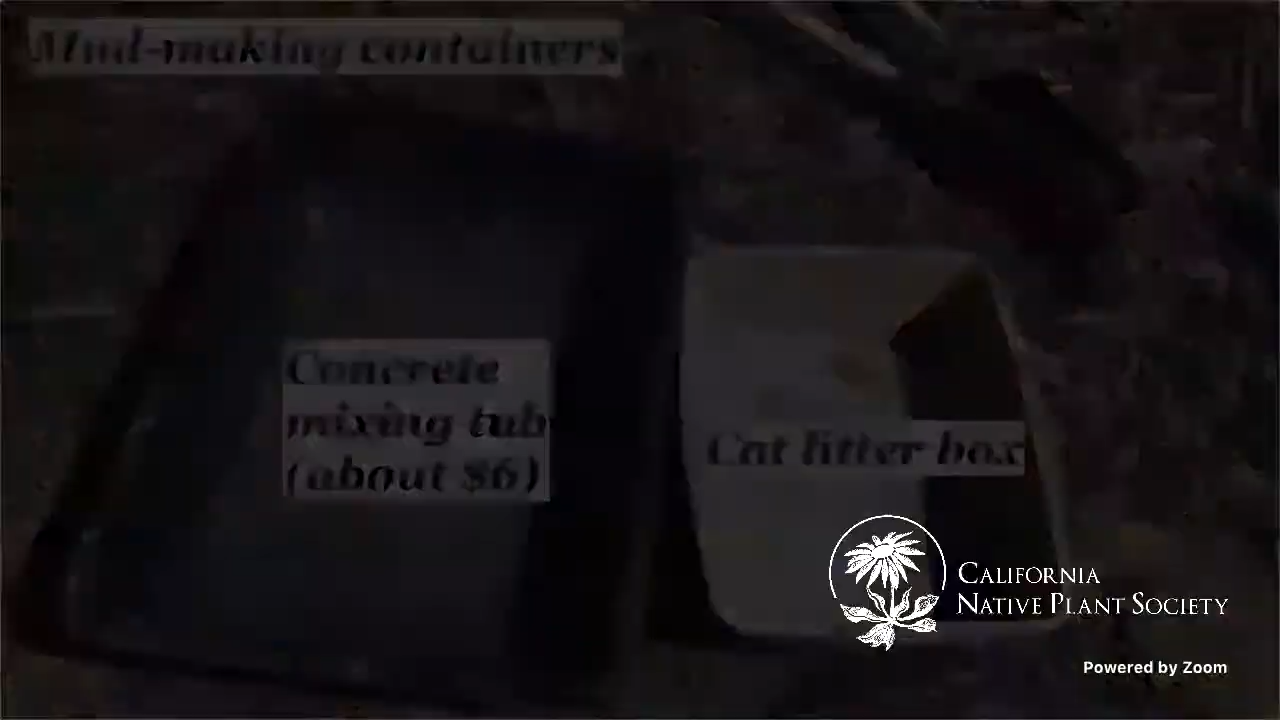 Mud-making containers
Concrete
mixing tub
(about $6)
Cat litter box
CALIFORNIA
NATIVE PLANT SOCIETY
Powered by Zoom